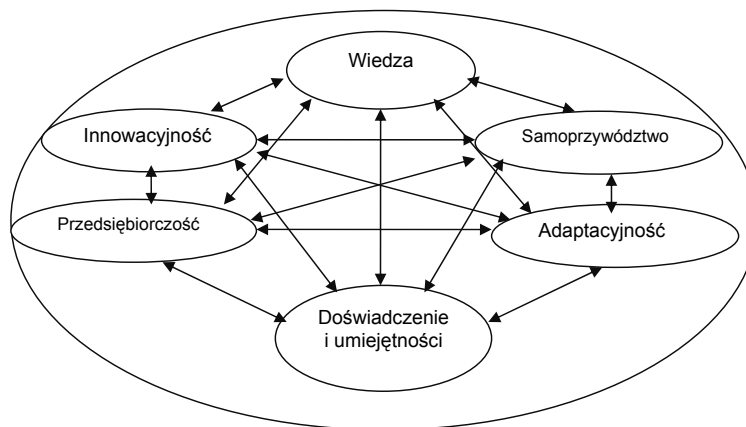 Wiedza
Innowacyjność
Samoprzywództwo
Przedsiębiorczość
Adaptacyjność
Doświadczenie
i umiejętności